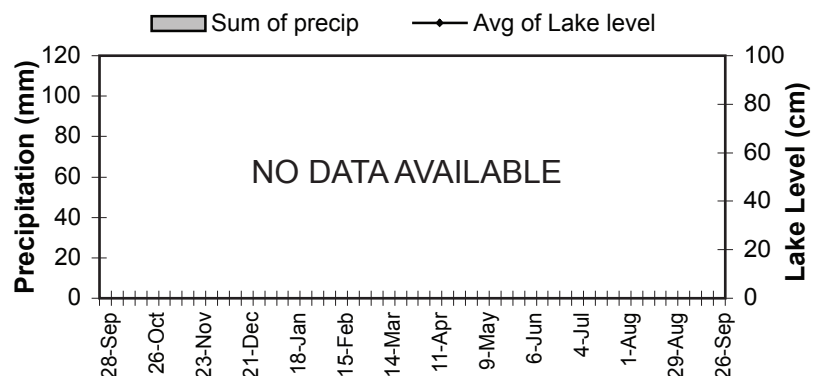 Sum of precip Avg of Lake level
Precipitation (mm)
120
100
80
60
40
20
0
NO DATA AVAILABLE
100
80
60
40
20
0
Lake Level (cm)
28-Sep
26-Oct
23-Nov
21-Dec
18-Jan
15-Feb
14-Mar
11-Apr
9-May
6-Jun
4-Jul
1-Aug
29-Aug
26-Sep